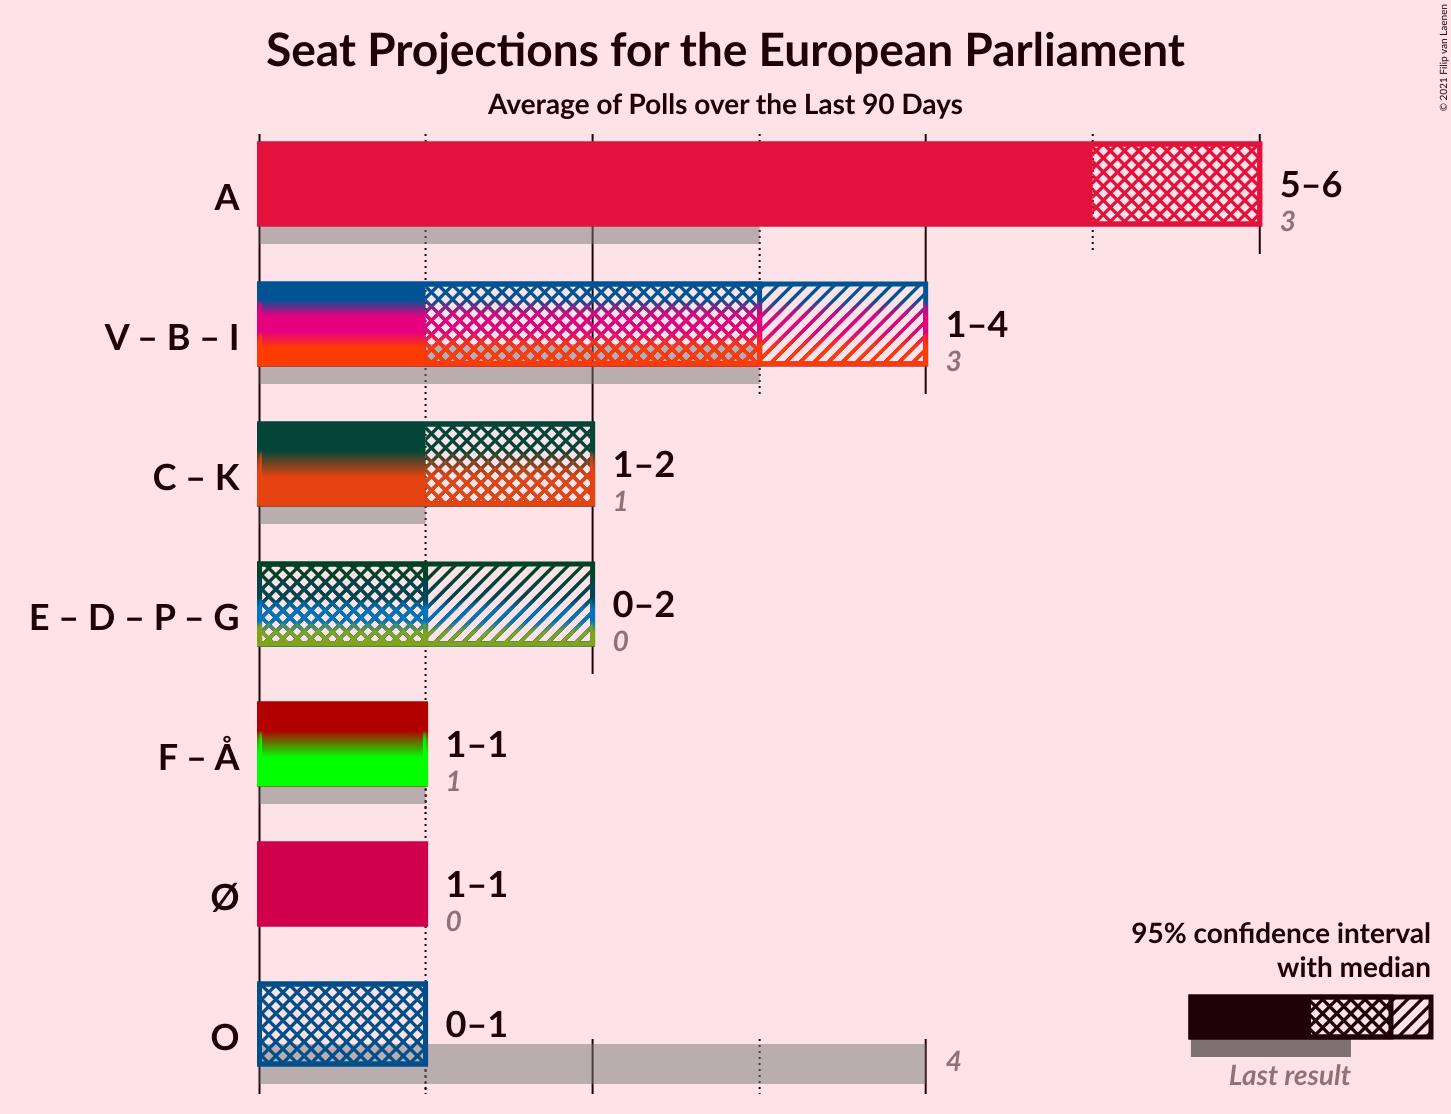 Seat Projections for the European Parliament
Average of Polls over the Last 90 Days
© 2021 Filip van Laenen
A
5–6
3
V – B – I
1–4
3
C – K
1–2
1
E – D – P – G
0–2
0
F – Å
1–1
1
Ø
1–1
0
O
0–1
4
95% confidence interval
with median
Last result